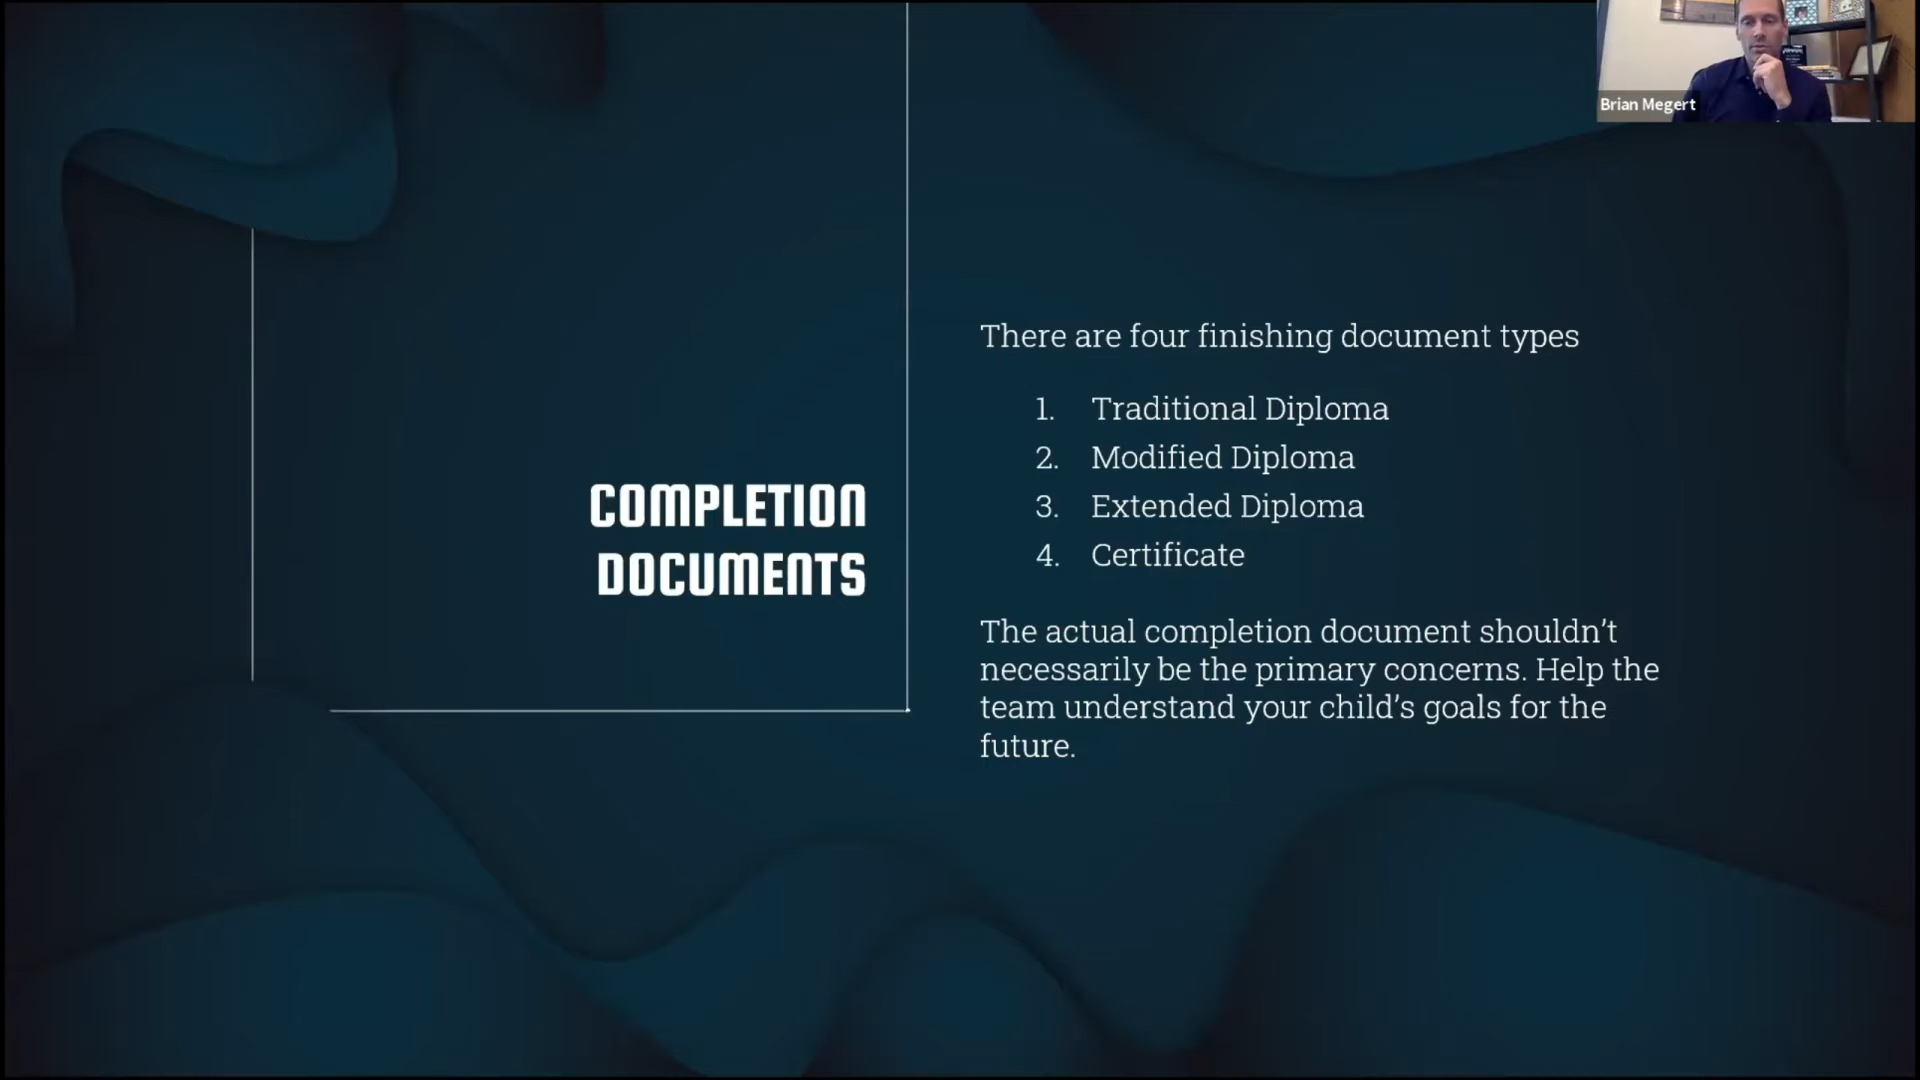 Brian Megert
COMPLETION
DOCUMENTS
There are four finishing document types
1. Traditional Diploma
2. Modified Diploma
3. Extended Diploma
4. Certificate
The actual completion document shouldn’t
necessarily be the primary concerns. Help the
team understand your child’s goals for the
future.